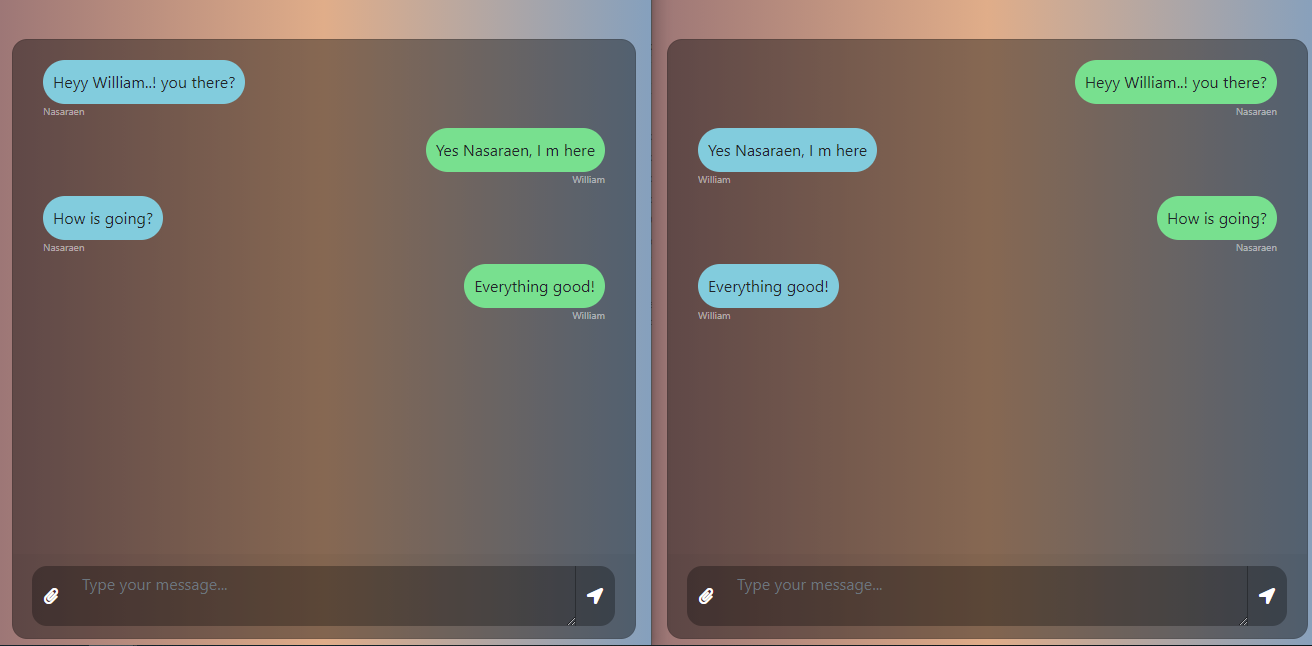 Heyy William..! you there?
Nasaraen
Yes Nasaraen, I m here
William
How is going?
Nasaraen
Everything good!
William
Type your message...
Heyy William..! you there?
Nasaraen
Yes Nasaraen, I m here
William
How is going?
Nasaraen
Everything good!
William
Type your message...